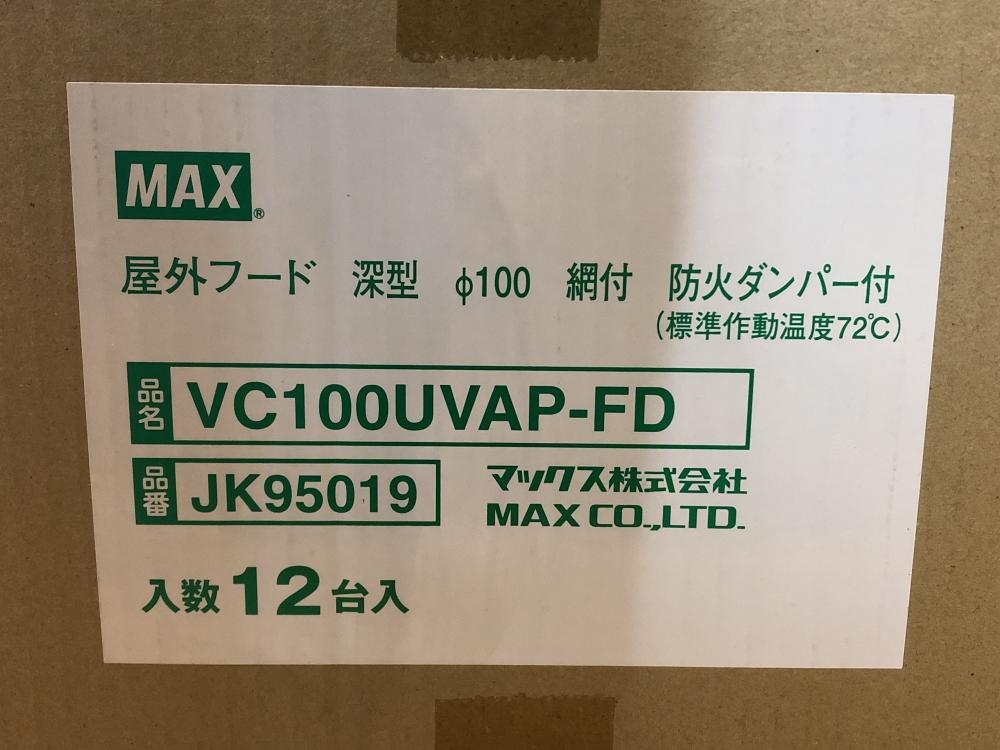 MAX®
屋外フード 深型 φ100 網付 防火ダンパー付
(標準作動温度72℃)
品名 VC100UVAP-FD
品番 JK95019
マックス株式会社
MAX CO.,LTD.
入数12台入